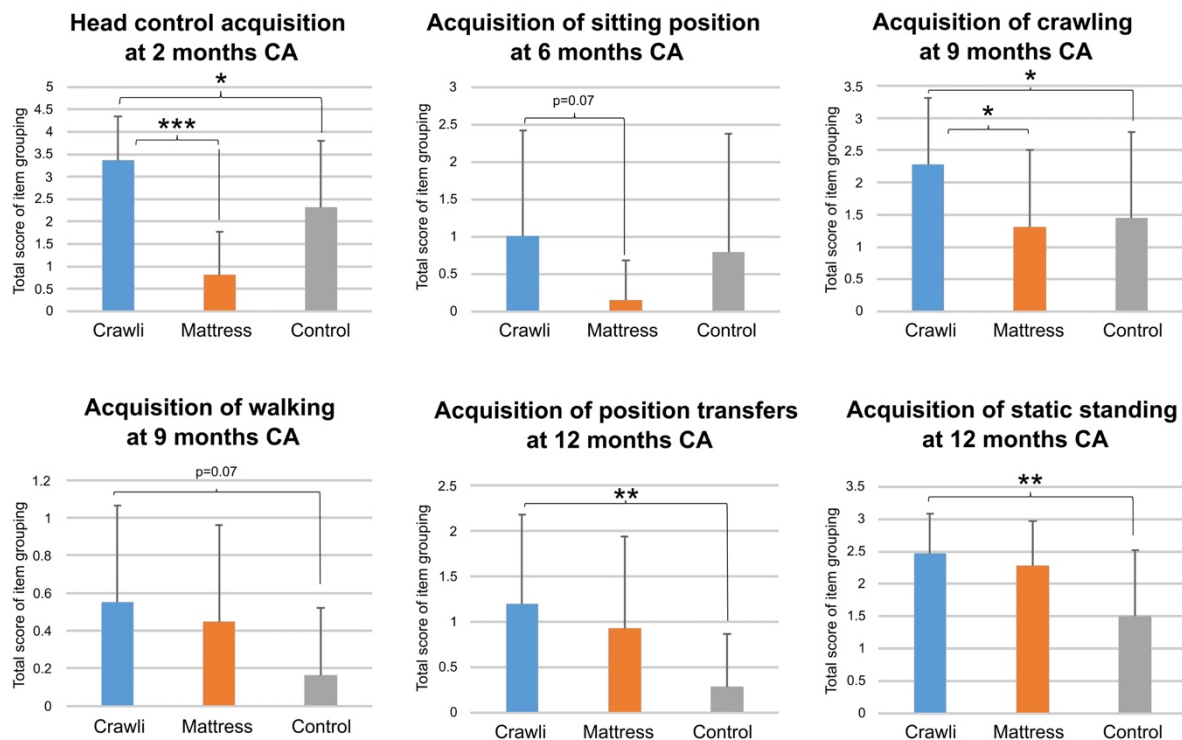 Head control acquisition
at 2 months CA
Total score of item grouping
5
4.5
4
3.5
3
2.5
2
1.5
1
0.5
0
*
***
Crawli Mattress Control
Acquisition of sitting position
at 6 months CA
Total score of item grouping
3
2.5
2
1.5
1
0.5
0
p=0.07
Crawli Mattress Control
Acquisition of crawling
at 9 months CA
Total score of item grouping
3.5
3
2.5
2
1.5
1
0.5
0
*
*
Crawli Mattress Control
Acquisition of walking
at 9 months CA
Total score of item grouping
1.2
1
0.8
0.6
0.4
0.2
0
p=0.07
Crawli Mattress Control
Acquisition of position transfers
at 12 months CA
Total score of item grouping
2.5
2
1.5
1
0.5
0
**
Crawli Mattress Control
Acquisition of static standing
at 12 months CA
Total score of item grouping
3.5
3
2.5
2
1.5
1
0.5
0
**
Crawli Mattress Control